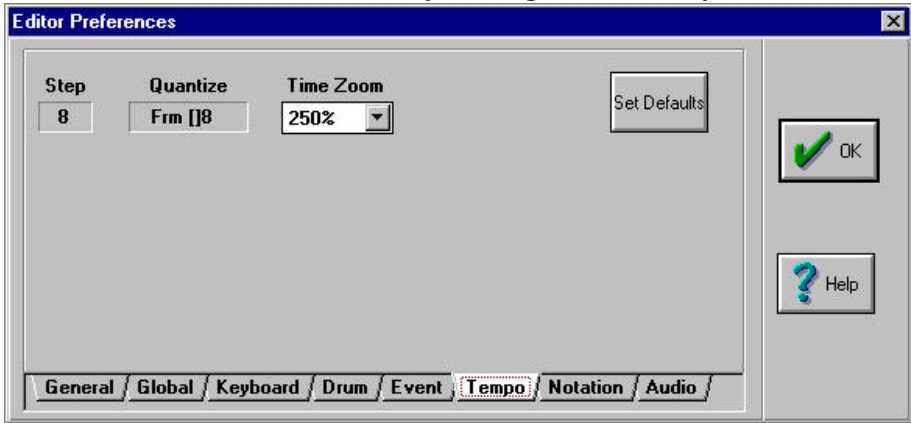 Editor Preferences
Step Quantize Time Zoom
8 Frm []8 250%
Set Defaults
OK
Help
General Global Keyboard Drum Event Tempo Notation Audio